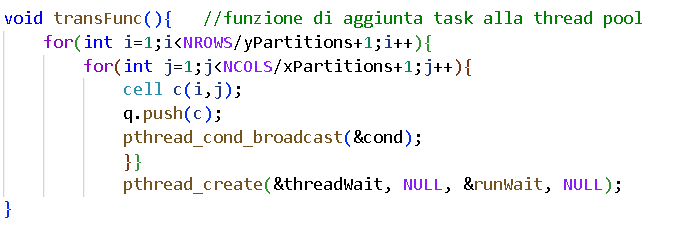 void transFunc(){   //funzione di aggiunta task alla thread pool
    for(int i=1;i<NROWS/yPartitions+1;i++){
        for(int j=1;j<NCOLS/xPartitions+1;j++){
            cell c(i,j);
            q.push(c);
            pthread_cond_broadcast(&cond);
            }}
            pthread_create(&threadWait, NULL, &runWait, NULL);
}